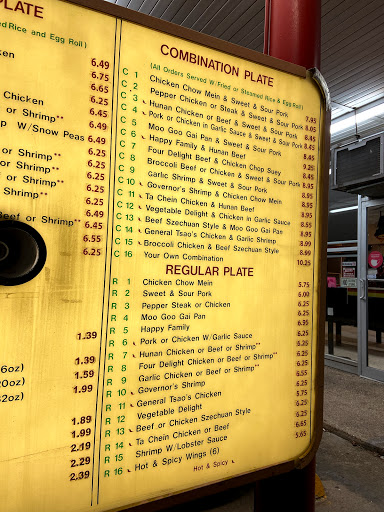 PLATE
ed Rice and Egg Roll)
6.49
ken 6.75
6.65
6.45
Chicken 6.25
or Shrimp** 6.49
mp W/Snow Peas 6.49
or Shrimp** 6.25
or Shrimp** 6.25
or Shrimp** 6.25
Shrimp** 6.25
Beef or Shrimp** 6.25
6.45
6.55
6.25
1.39
6oz) 1.59
20oz) 1.99
32oz)
1.89
1.99
2.19
2.29
2.39
COMBINATION PLATE
(All Orders Served W/Fried or Steamed Rice & Egg Roll)
C 1 Chicken Chow Mein & Sweet & Sour Pork 7.95
C 2 Pepper Chicken or Steak & Sweet & Sour Pork 8.05
C 3 Hunan Chicken or Beef & Sweet & Sour Pork 8.45
C 4 Pork or Chicken in Garlic Sauce & Sweet & Sour Pork 8.45
C 5 Moo Goo Gai Pan & Sweet & Sour Pork 8.45
C 6 Happy Family & Hunan Beef 9.25
C 7 Four Delight Beef & Chicken Chop Suey
C 8 Broccoli Beef or Chicken & Sweet & Sour Pork
C 9 Garlic Shrimp & Sweet & Sour Pork 8.95
C 10 Governor's Shrimp & Chicken Chow Mein 8.95
C 11 Ta Chein Chicken & Hunan Beef 8.95
C 12 Vegetable Delight & Chicken in Garlic Sauce
C 13 Beef Szechuan Style & Moo Goo Gai Pan
C 14 General Tsao's Chicken & Garlic Shrimp 8.99
C 15 Broccoli Chicken & Beef Szechuan Style 8.99
C 16 Your Own Combination 10.25
REGULAR PLATE
R 1 Chicken Chow Mein 5.75
R 2 Sweet & Sour Pork 6.00
R 3 Pepper Steak or Chicken 6.25
R 4 Moo Goo Gai Pan 6.25
R 5 Happy Family 6.35
R 6 Pork or Chicken W/Garlic Sauce 6.25
R 7 Hunan Chicken or Beef or Shrimp** 6.25
R 8 Four Delight Chicken or Beef or Shrimp** 6.25
R 9 Garlic Chicken or Beef or Shrimp** 6.25
R 10 Governor's Shrimp 6.25
R 11 General Tsao's Chicken 6.25
R 12 Vegetable Delight 5.75
R 13 Beef or Chicken Szechuan Style 6.25
R 14 Ta Chein Chicken or Beef 6.25
R 15 Shrimp W/Lobster Sauce 5.65
R 16 Hot & Spicy Wings (6) 5.65
Hot & Spicy